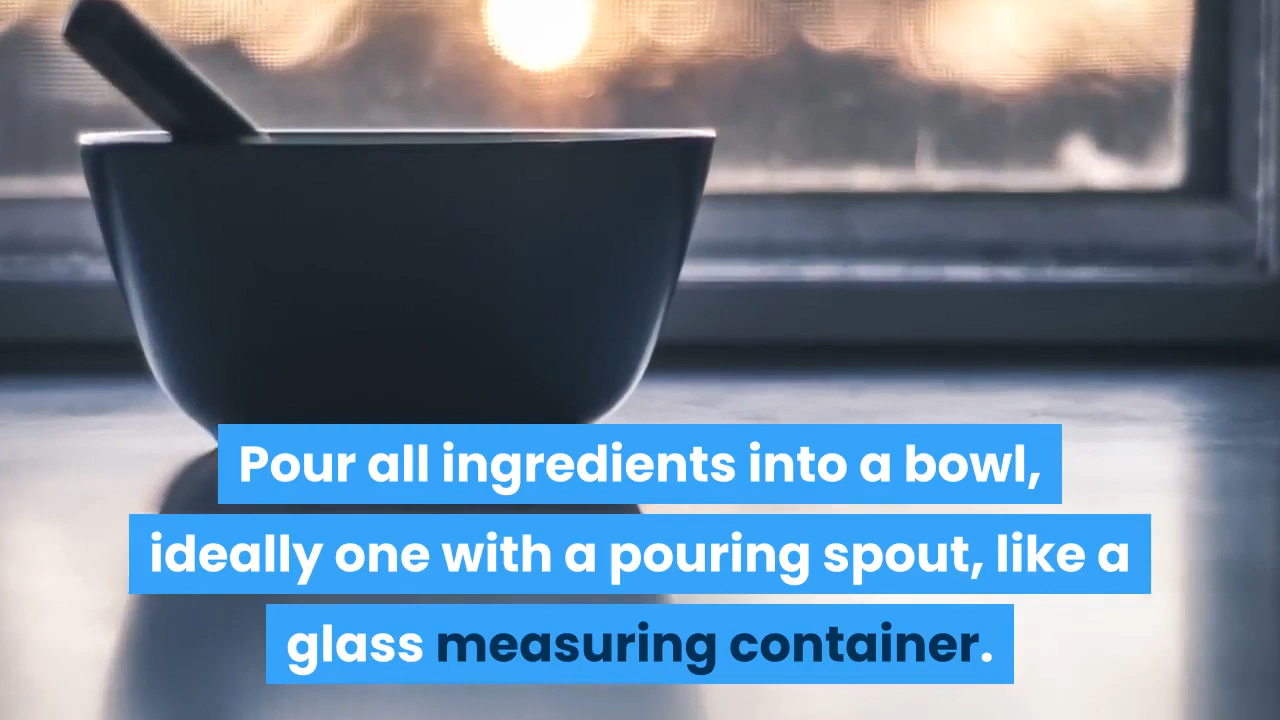 Pour all ingredients into a bowl,
ideally one with a pouring spout, like a
glass measuring container.